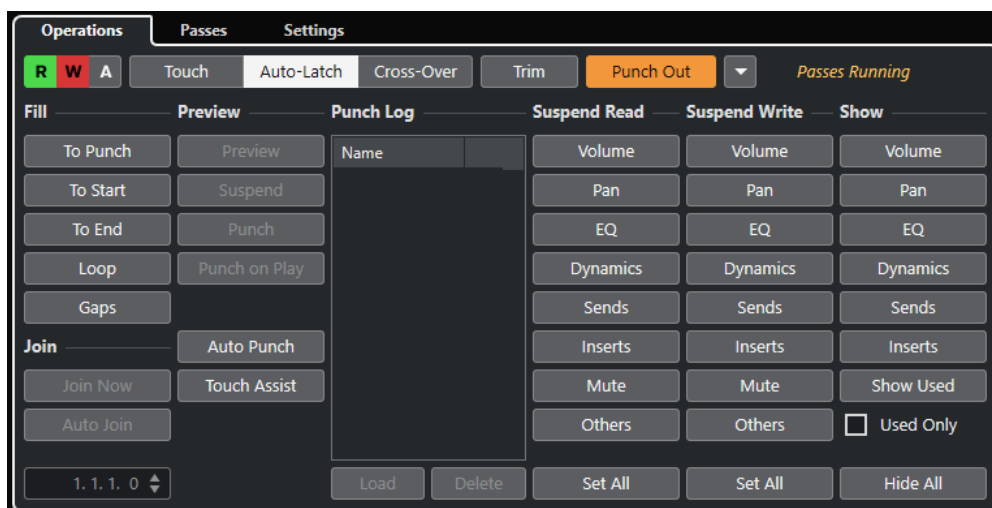 Operations Passes Settings
R W A Touch Auto-Latch Cross-Over Trim Punch Out Passes Running
Fill Preview Punch Log Suspend Read Suspend Write Show
To Punch Preview Name Volume Volume Volume
To Start Suspend Pan Pan Pan
To End Punch EQ EQ EQ
Loop Punch on Play Dynamics Dynamics Dynamics
Gaps Sends Sends Sends
Join Auto Punch Inserts Inserts Inserts
Join Now Touch Assist Mute Mute Show Used
Auto Join Others Others Used Only
1. 1. 1. 0 Load Delete Set All Set All Hide All